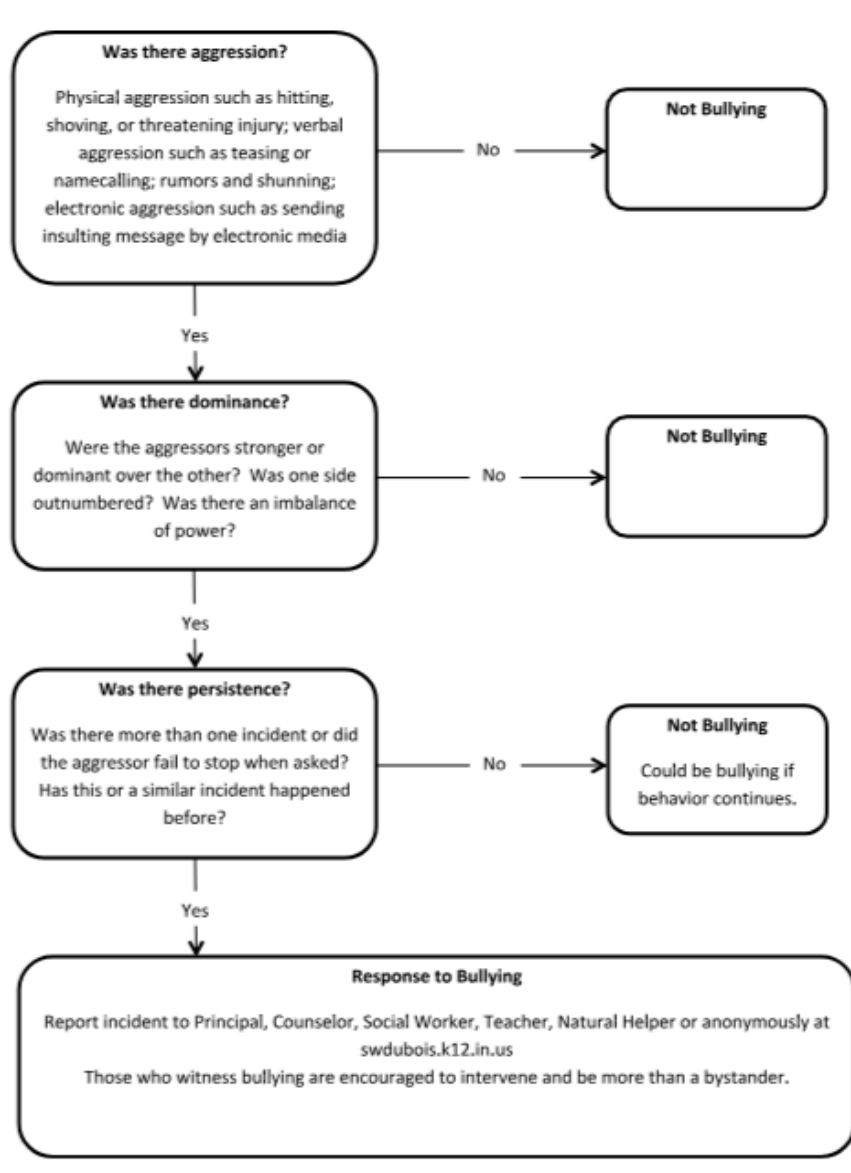 Was there aggression?
Physical aggression such as hitting,
shoving, or threatening injury; verbal
aggression such as teasing or
namecalling; rumors and shunning;
electronic aggression such as sending
insulting message by electronic media
No
Not Bullying
Yes
Was there dominance?
Were the aggressors stronger or
dominant over the other?  Was one side
outnumbered?  Was there an imbalance
of power?
No
Not Bullying
Yes
Was there persistence?
Was there more than one incident or did
the aggressor fail to stop when asked?
Has this or a similar incident happened
before?
No
Not Bullying
Could be bullying if
behavior continues.
Yes
Response to Bullying
Report incident to Principal, Counselor, Social Worker, Teacher, Natural Helper or anonymously at
swdubois.k12.in.us
Those who witness bullying are encouraged to intervene and be more than a bystander.